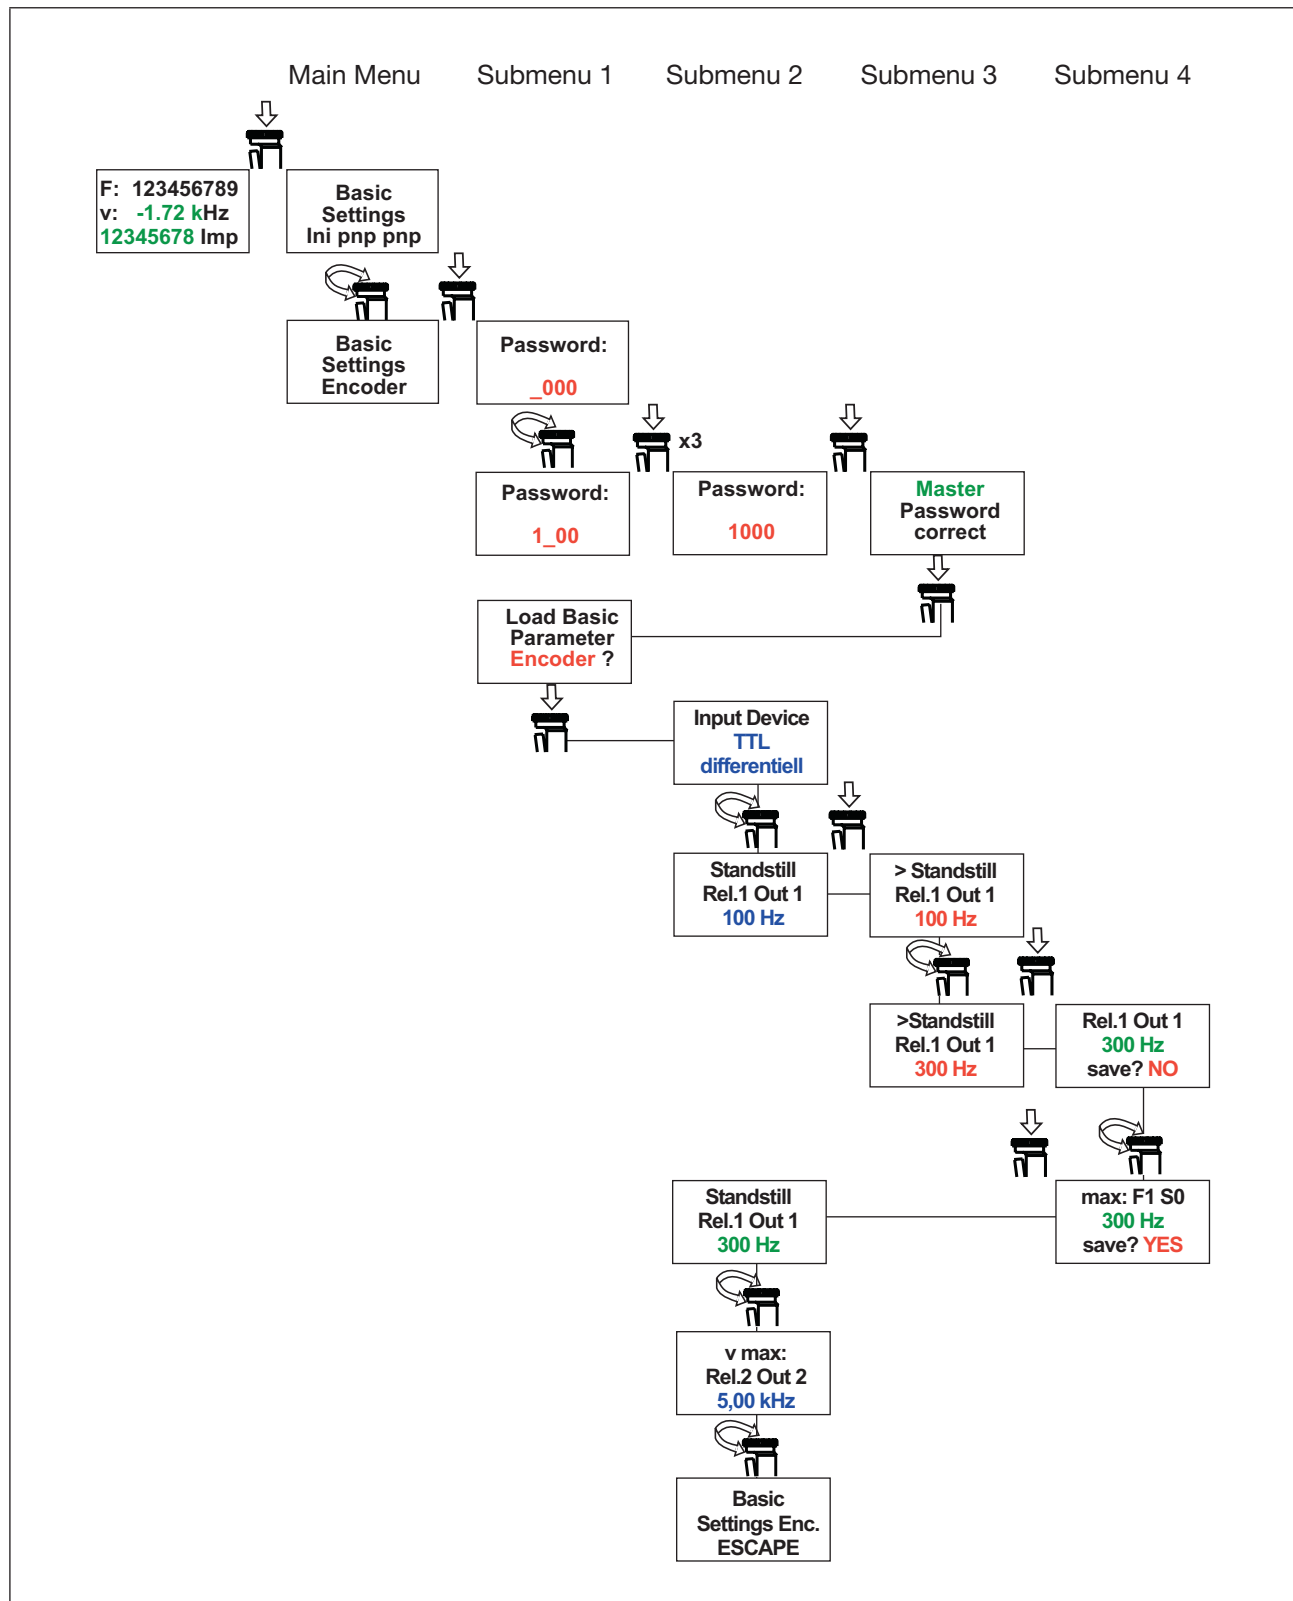 Main Menu Submenu 1 Submenu 2 Submenu 3 Submenu 4
F: 123456789
v: -1.72 kHz
12345678 Imp
Basic
Settings
Ini pnp pnp
Basic
Settings
Encoder
Password:
_000
x3
Password:
1_00
Password:
1000
Master
Password
correct
Load Basic
Parameter
Encoder ?
Input Device
TTL
differentiell
Standstill
Rel.1 Out 1
100 Hz
> Standstill
Rel.1 Out 1
100 Hz
>Standstill
Rel.1 Out 1
300 Hz
Rel.1 Out 1
300 Hz
save? NO
Standstill
Rel.1 Out 1
300 Hz
max: F1 S0
300 Hz
save? YES
v max:
Rel.2 Out 2
5,00 kHz
Basic
Settings Enc.
ESCAPE